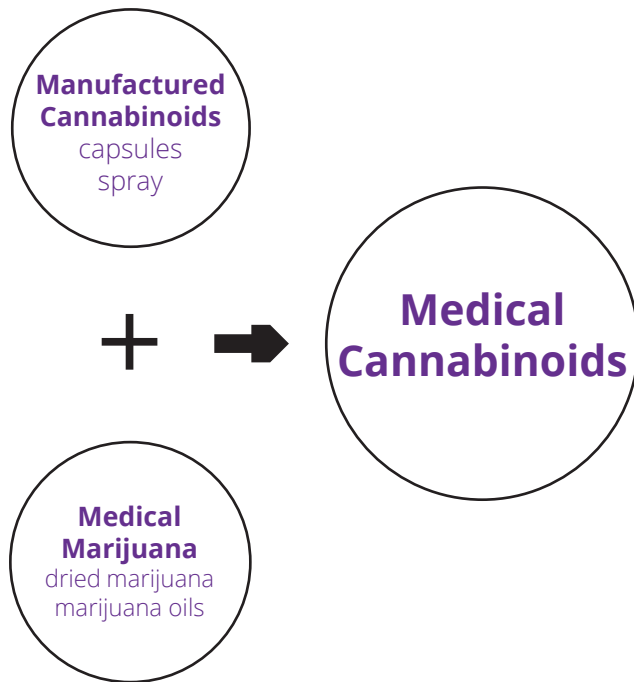 Manufactured
Cannabinoids
capsules
spray
+
Medical
Cannabinoids
Medical
Marijuana
dried marijuana
marijuana oils